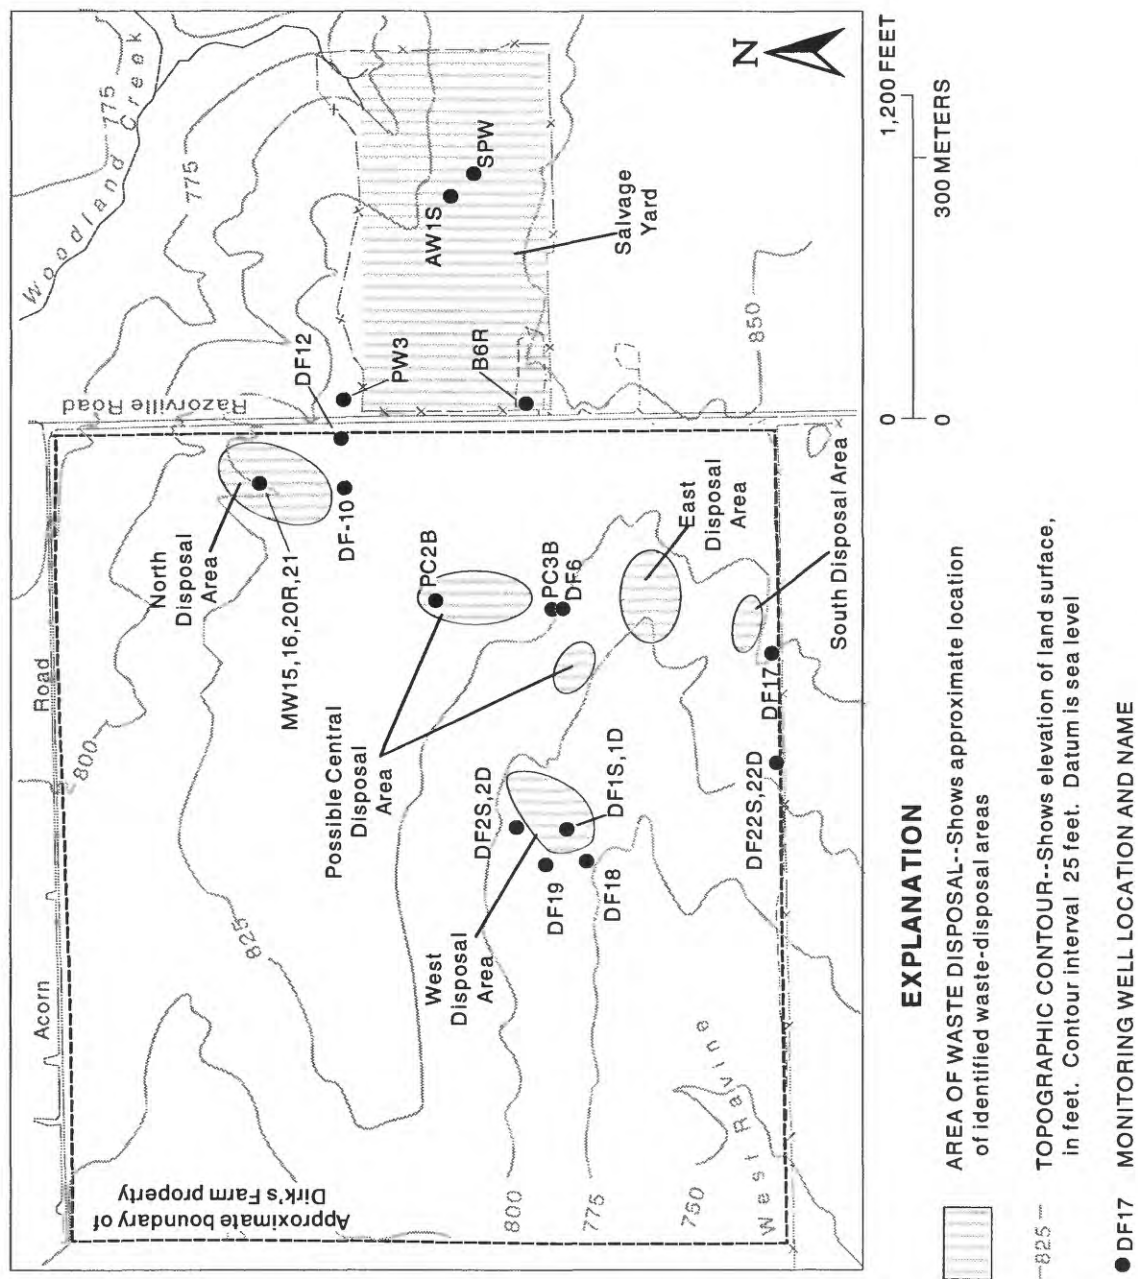 Woodland Creek
775
775
N
SPW
AW1S
Salvage
Yard
PW3
B6R
DF12
Razorville Road
850
North
Disposal
Area
DF-10
MW15,16,20R,21
PC2B
PC3B
DF6
East
Disposal
Area
South Disposal Area
Road
800
Possible Central
Disposal
Area
DF2S,2D
DF1S,1D
DF17
DF22S,22D
DF19
DF18
West
Disposal
Area
825
Acorn
Approximate boundary of
Dirk's Farm property
800
775
750
West Ravine
0
1,200 FEET
0
300 METERS
EXPLANATION
AREA OF WASTE DISPOSAL--Shows approximate location
of identified waste-disposal areas
825
TOPOGRAPHIC CONTOUR--Shows elevation of land surface,
in feet. Contour interval 25 feet. Datum is sea level
DF17
MONITORING WELL LOCATION AND NAME